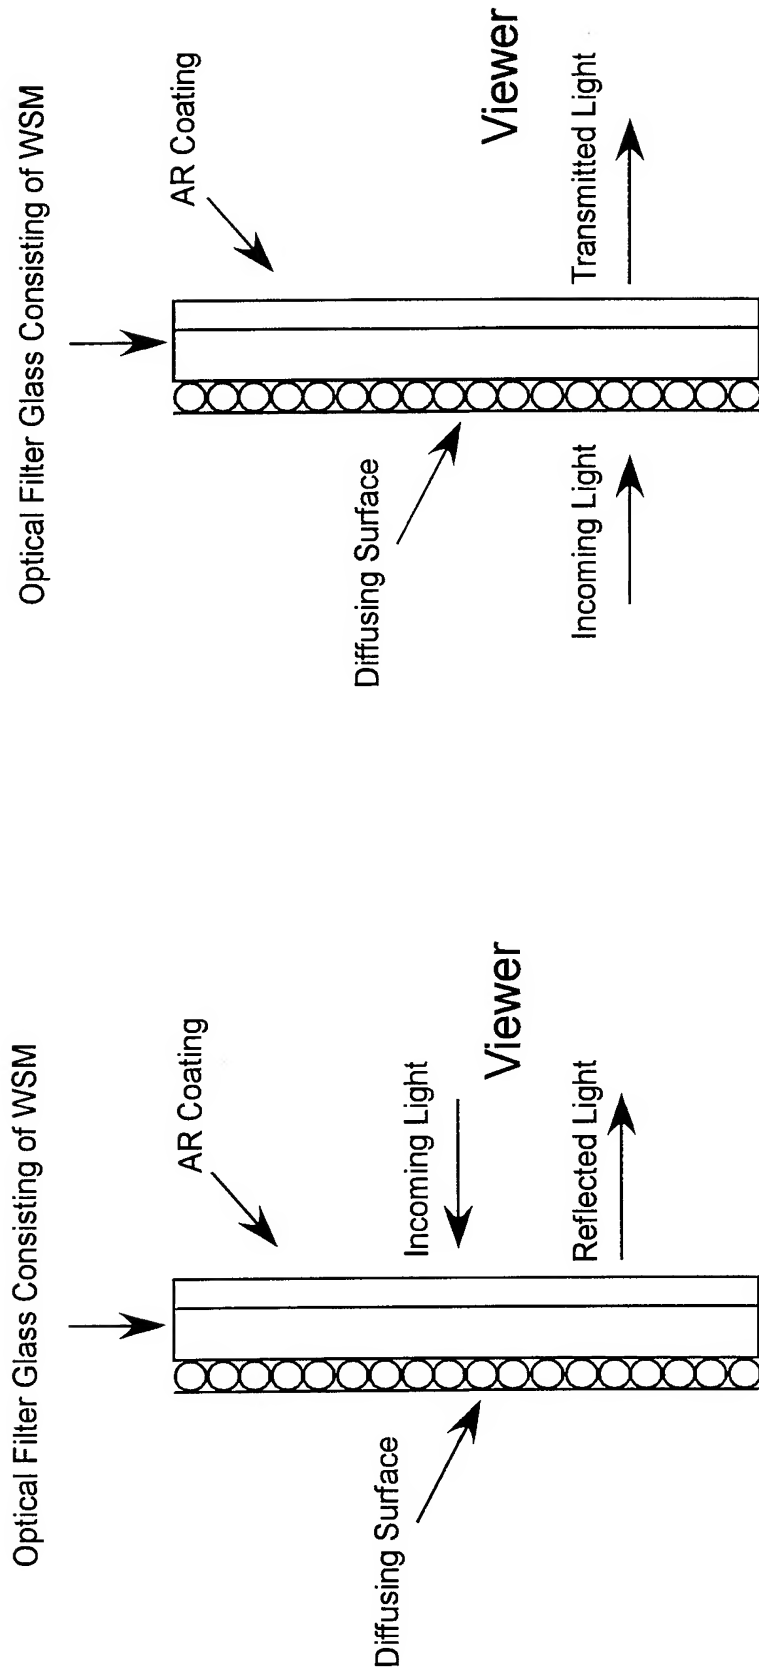 Optical Filter Glass Consisting of WSM
AR Coating
Incoming Light
Viewer
Diffusing Surface
Reflected Light
Optical Filter Glass Consisting of WSM
AR Coating
Viewer
Diffusing Surface
Incoming Light
Transmitted Light